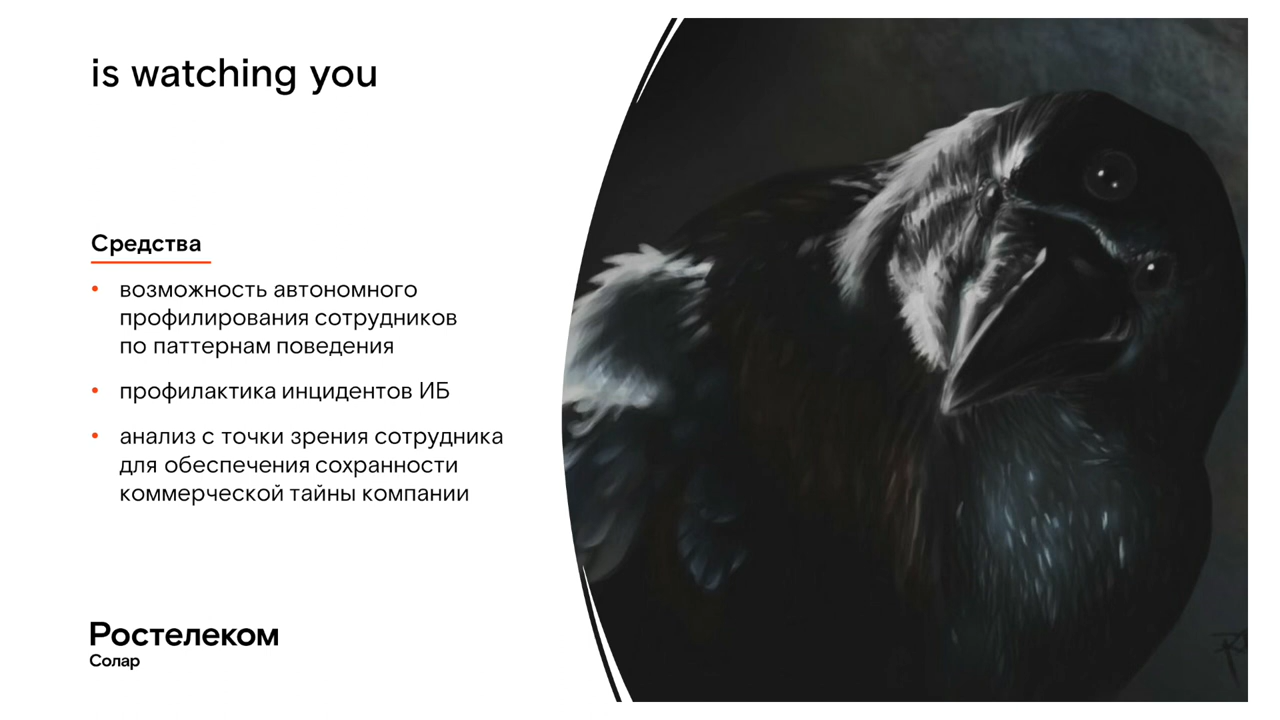 is watching you
Средства
• возможность автономного
профилирования сотрудников
по паттернам поведения
• профилактика инцидентов ИБ
• анализ с точки зрения сотрудника
для обеспечения сохранности
коммерческой тайны компании
Ростелеком
Солар